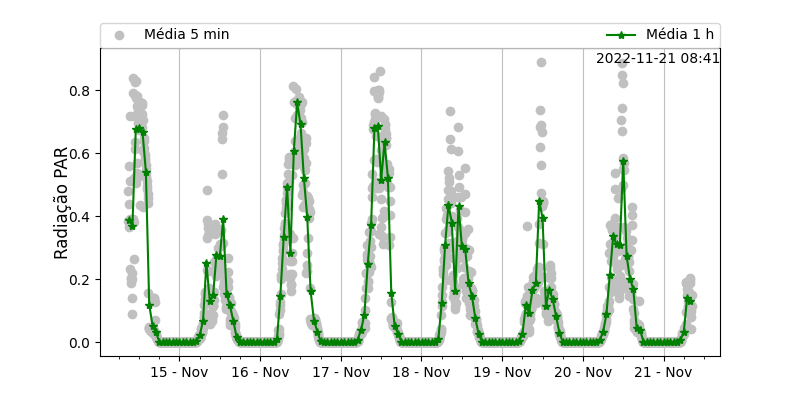 Média 5 min
Média 1 h
2022-11-21 08:41
Radiação PAR
0.8
0.6
0.4
0.2
0.0
15 - Nov
16 - Nov
17 - Nov
18 - Nov
19 - Nov
20 - Nov
21 - Nov